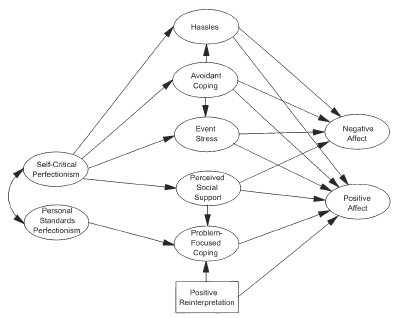 Hassles
Avoidant
Coping
Event
Stress
Negative
Affect
Self-Critical
Perfectionism
Perceived
Social
Support
Positive
Affect
Personal
Standards
Perfectionism
Problem-
Focused
Coping
Positive
Reinterpretation